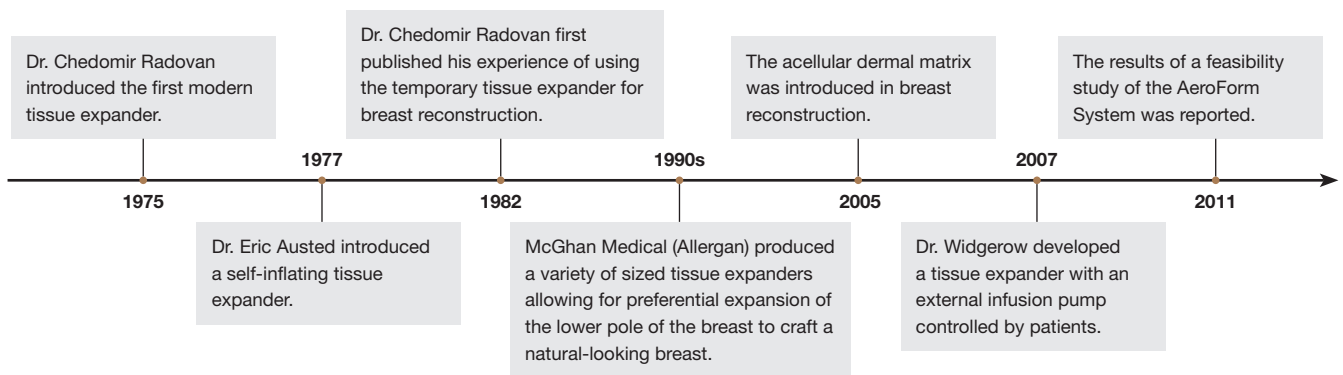 Dr. Chedomir Radovan
introduced the first modern
tissue expander.
1975
1977
Dr. Eric Austed introduced
a self-inflating tissue
expander.
Dr. Chedomir Radovan first
published his experience of using
the temporary tissue expander for
breast reconstruction.
1982
1990s
McGhan Medical (Allergan) produced
a variety of sized tissue expanders
allowing for preferential expansion of
the lower pole of the breast to craft a
natural-looking breast.
The acellular dermal matrix
was introduced in breast
reconstruction.
2005
2007
Dr. Widgerow developed
a tissue expander with an
external infusion pump
controlled by patients.
The results of a feasibility
study of the AeroForm
System was reported.
2011